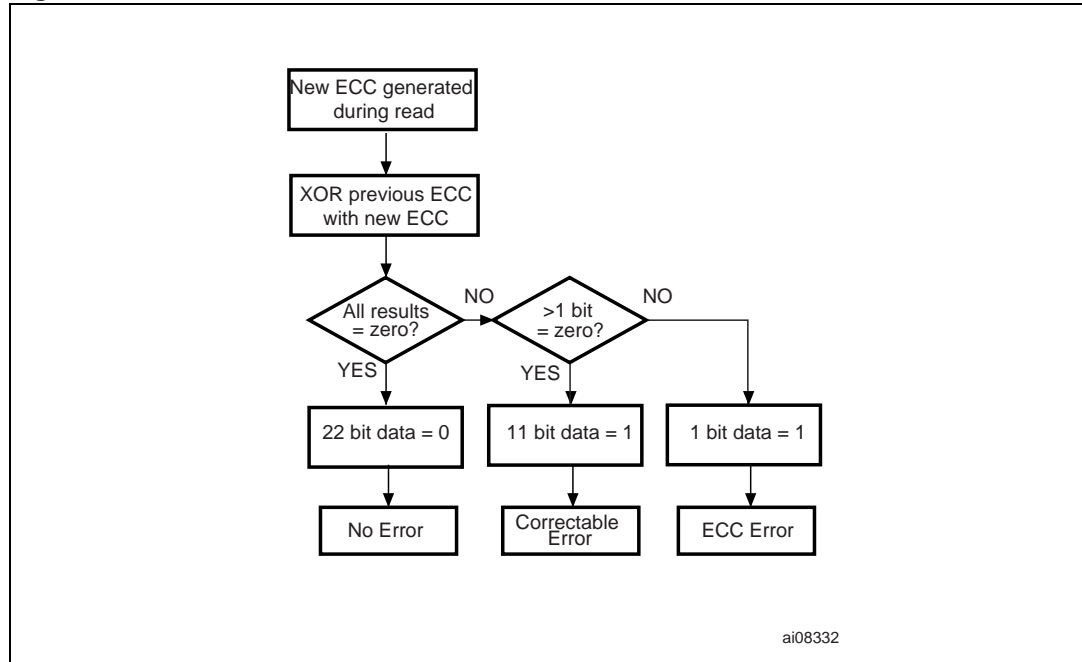 New ECC generated
during read
XOR previous ECC
with new ECC
All results
= zero?
NO
>1 bit
= zero?
NO
YES
YES
22 bit data = 0
11 bit data = 1
1 bit data = 1
No Error
Correctable
Error
ECC Error
ai08332